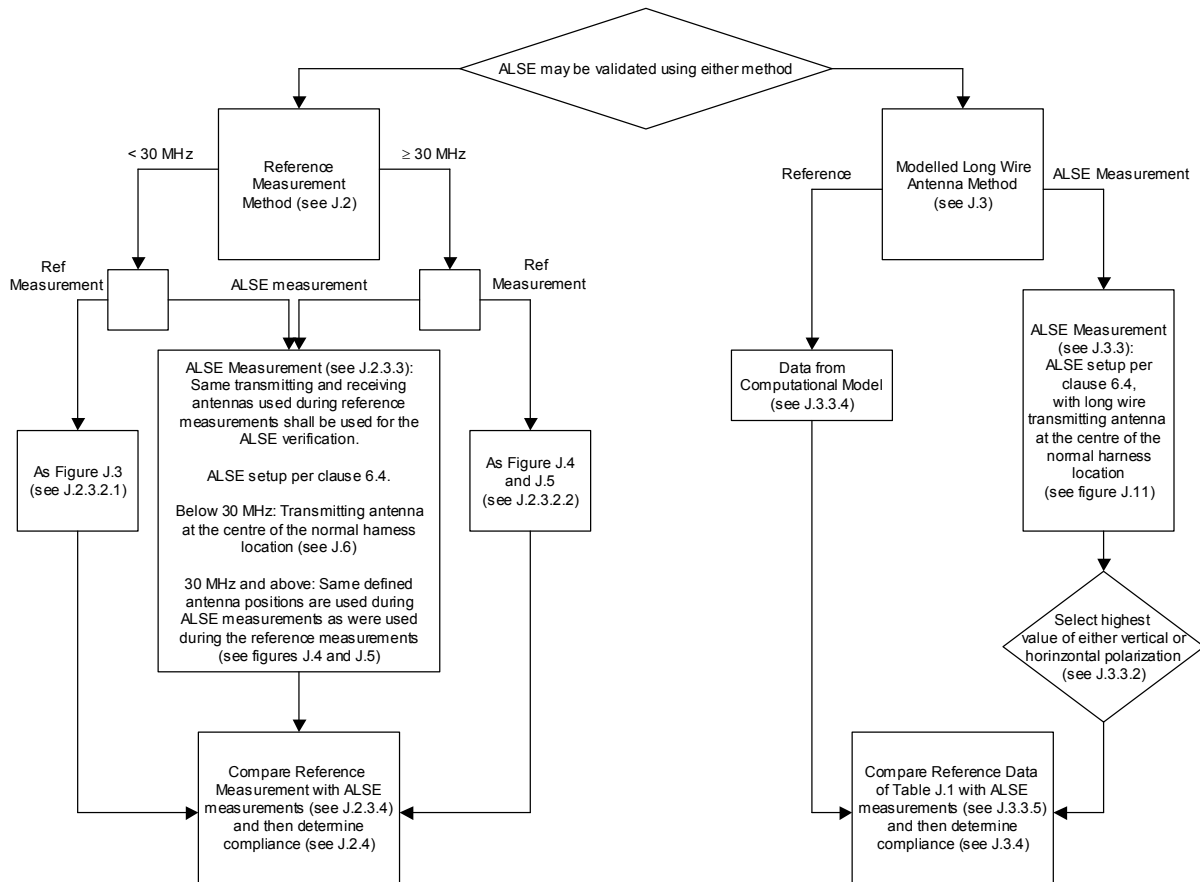 ALSE may be validated using either method
< 30 MHz
≥ 30 MHz
Reference
Measurement
Method (see J.2)
Reference
Modelled Long Wire
Antenna Method
(see J.3)
ALSE Measurement
Ref
Measurement
ALSE measurement
Ref
Measurement
ALSE Measurement (see J.2.3.3):
Same transmitting and receiving
antennas used during reference
measurements shall be used for the
ALSE verification.
ALSE setup per clause 6.4.
Below 30 MHz: Transmitting antenna
at the centre of the normal harness
location (see J.6)
30 MHz and above: Same defined
antenna positions are used during
ALSE measurements as were used
during the reference measurements
(see figures J.4 and J.5)
As Figure J.3
(see J.2.3.2.1)
As Figure J.4
and J.5
(see J.2.3.2.2)
Data from
Computational Model
(see J.3.3.4)
ALSE Measurement
(see J.3.3):
ALSE setup per
clause 6.4,
with long wire
transmitting antenna
at the centre of the
normal harness
location
(see figure J.11)
Select highest
value of either vertical or
horinzontal polarization
(see J.3.3.2)
Compare Reference
Measurement with ALSE
measurements (see J.2.3.4)
and then determine
compliance (see J.2.4)
Compare Reference Data
of Table J.1 with ALSE
measurements (see J.3.3.5)
and then determine
compliance (see J.3.4)